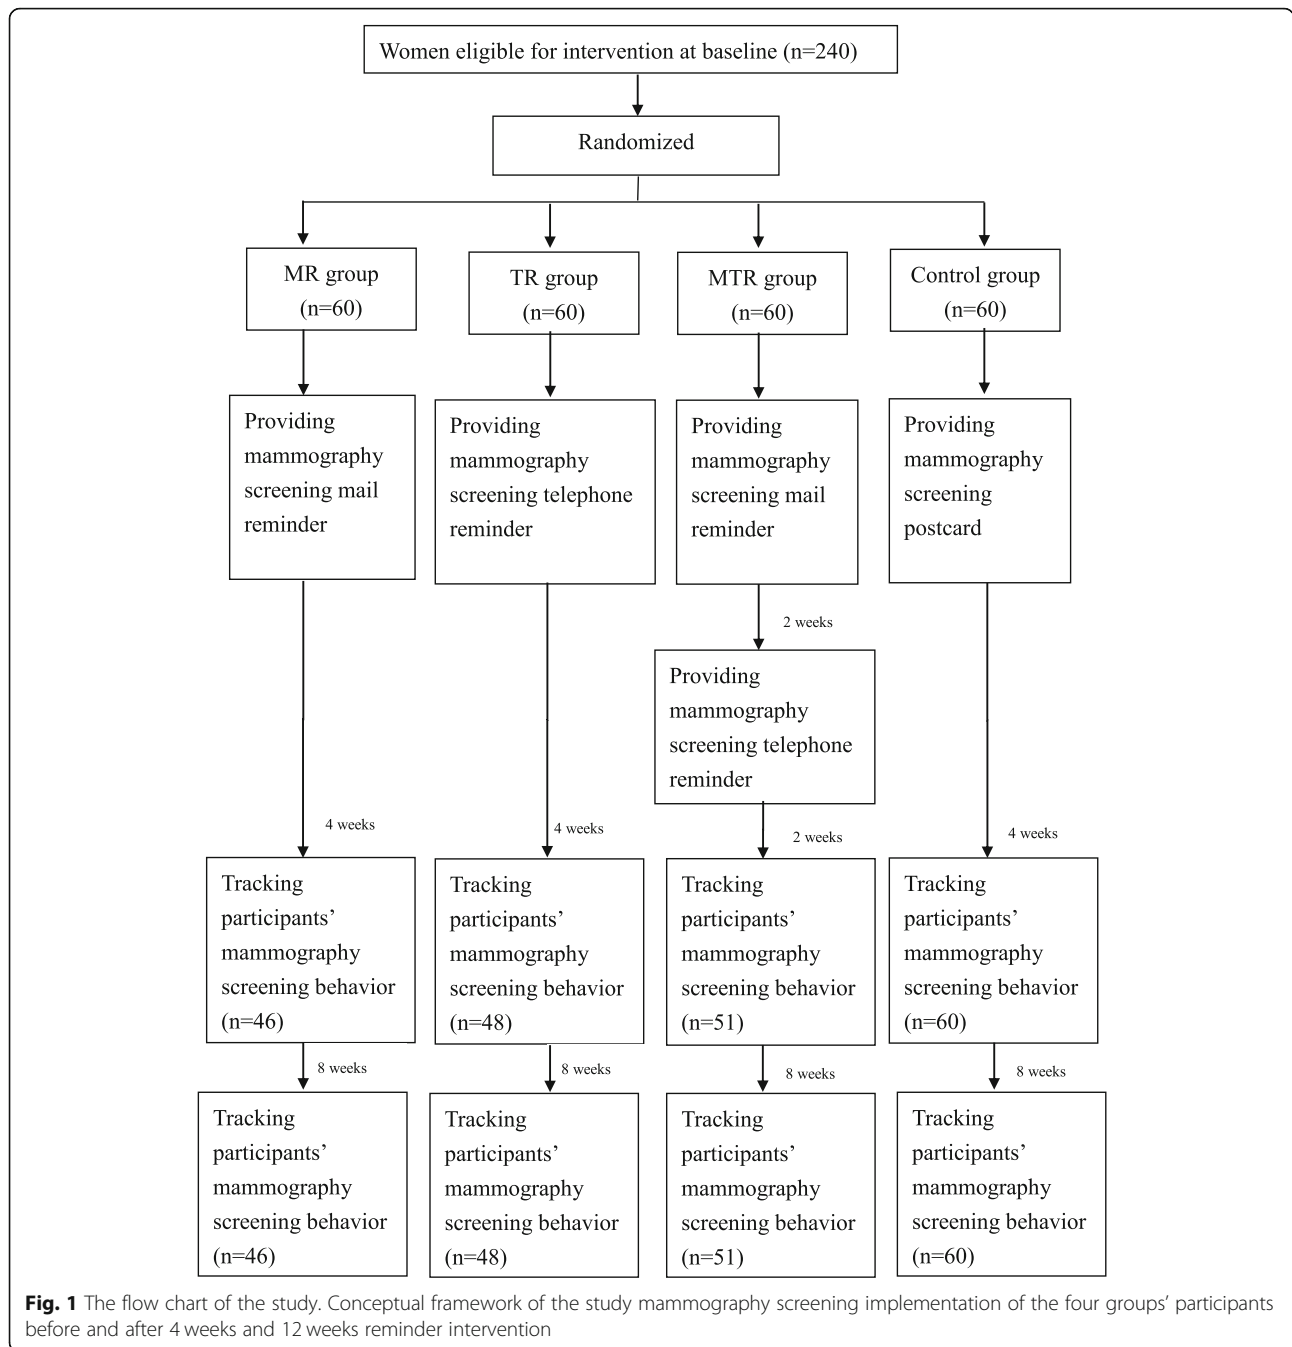 Women eligible for intervention at baseline (n=240)
Randomized
MR group
(n=60)
TR group
(n=60)
MTR group
(n=60)
Control group
(n=60)
Providing
mammography
screening mail
reminder
Providing
mammography
screening telephone
reminder
Providing
mammography
screening mail
reminder
Providing
mammography
screening
postcard
2 weeks
Providing
mammography
screening telephone
reminder
4 weeks
4 weeks
2 weeks
4 weeks
Tracking
participants’
mammography
screening behavior
(n=46)
Tracking
participants’
mammography
screening behavior
(n=48)
Tracking
participants’
mammography
screening behavior
(n=51)
Tracking
participants’
mammography
screening behavior
(n=60)
8 weeks
8 weeks
8 weeks
8 weeks
Tracking
participants’
mammography
screening behavior
(n=46)
Tracking
participants’
mammography
screening behavior
(n=48)
Tracking
participants’
mammography
screening behavior
(n=51)
Tracking
participants’
mammography
screening behavior
(n=60)
Fig. 1 The flow chart of the study. Conceptual framework of the study mammography screening implementation of the four groups’ participants
before and after 4 weeks and 12 weeks reminder intervention